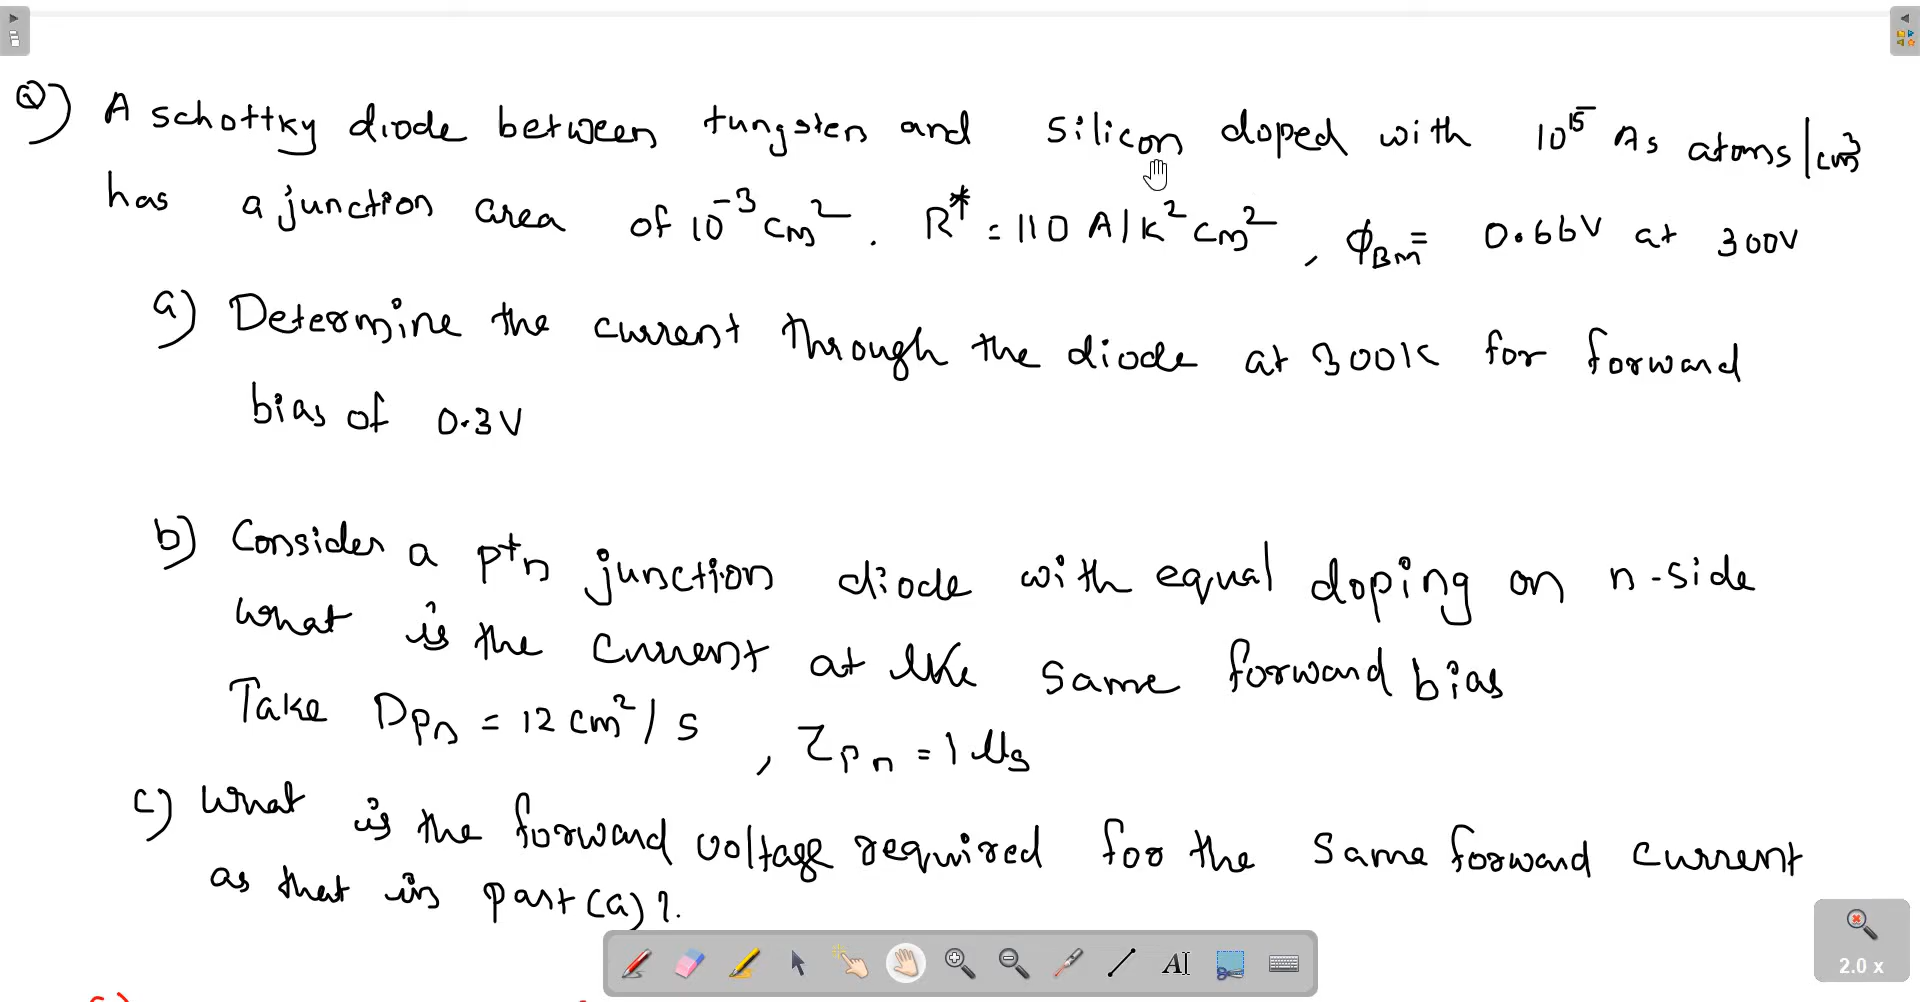 Q) A schottky diode between tungsten and silicon doped with 10^15 As atoms/cm^3
has a junction area of 10^-3 cm^2. R* = 110 A/K^2 cm^2, ϕBm = 0.66V at 300V
a) Determine the current through the diode at 300K for forward
bias of 0.3V
b) Consider a p+n junction diode with equal doping on n-side
what is the current at the same forward bias
Take Dpn = 12 cm^2/s, τpn = 1 μs
c) what is the forward voltage required for the same forward current
as that in part(a)?.
AI
2.0 x